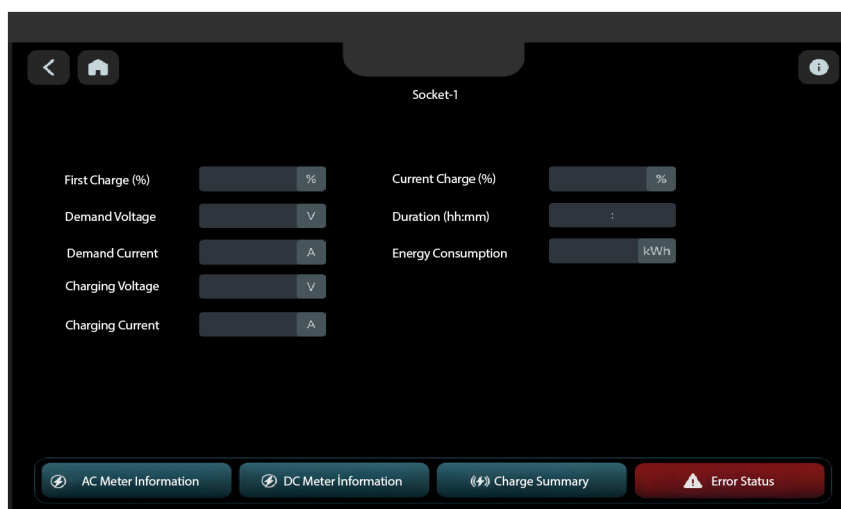 Socket-1
First Charge (%) % Current Charge (%) %
Demand Voltage V Duration (hh:mm) :
Demand Current A Energy Consumption kWh
Charging Voltage V
Charging Current A
AC Meter Information DC Meter İnformation Charge Summary Error Status